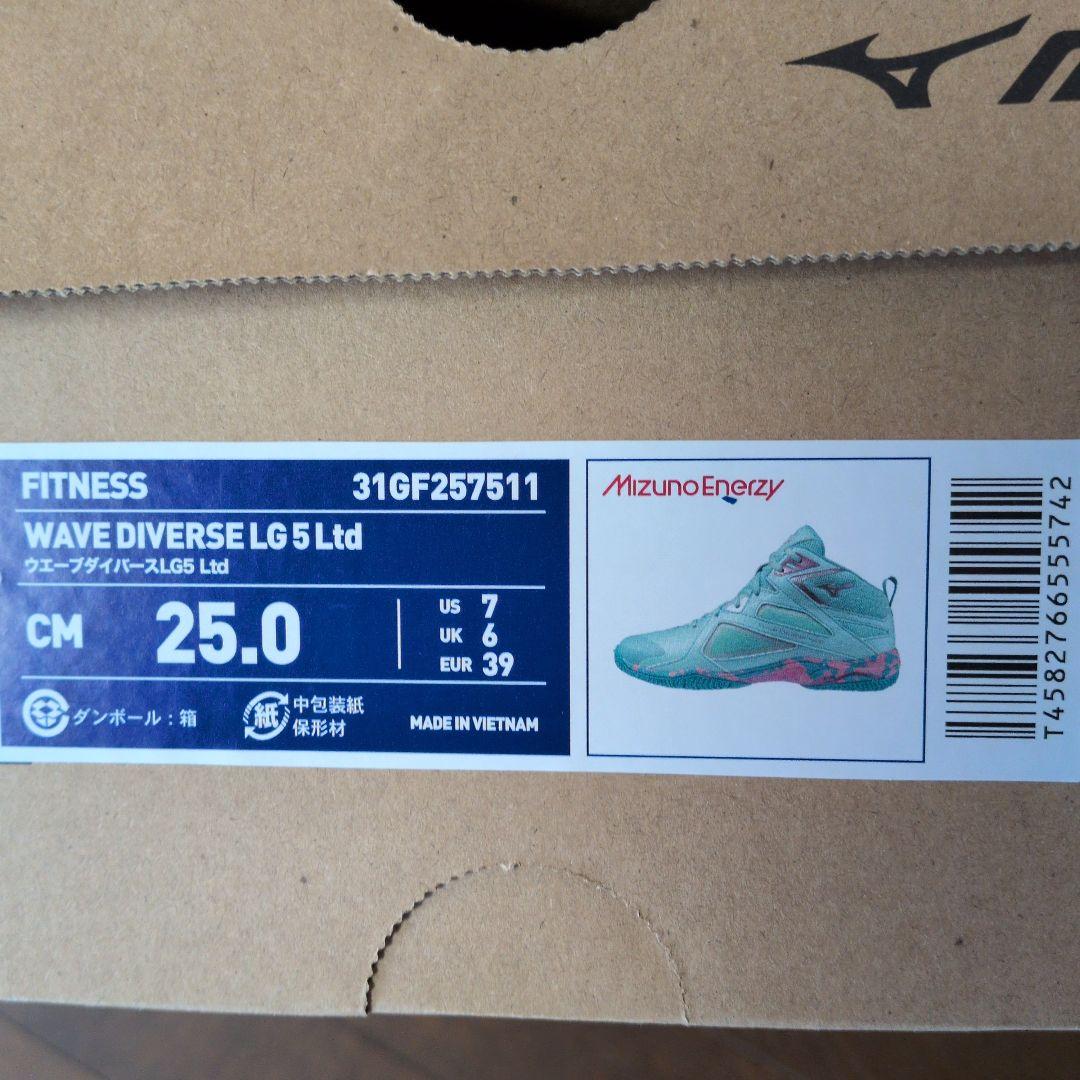 FITNESS 31GF257511
WAVE DIVERSE LG 5 Ltd
ウエーブダイバースLG5 Ltd
CM 25.0
US 7
UK 6
EUR 39
ダンボール：箱
紙
中包装紙
保形材
MADE IN VIETNAM
MIZUNO ENERZY
T4582766555742